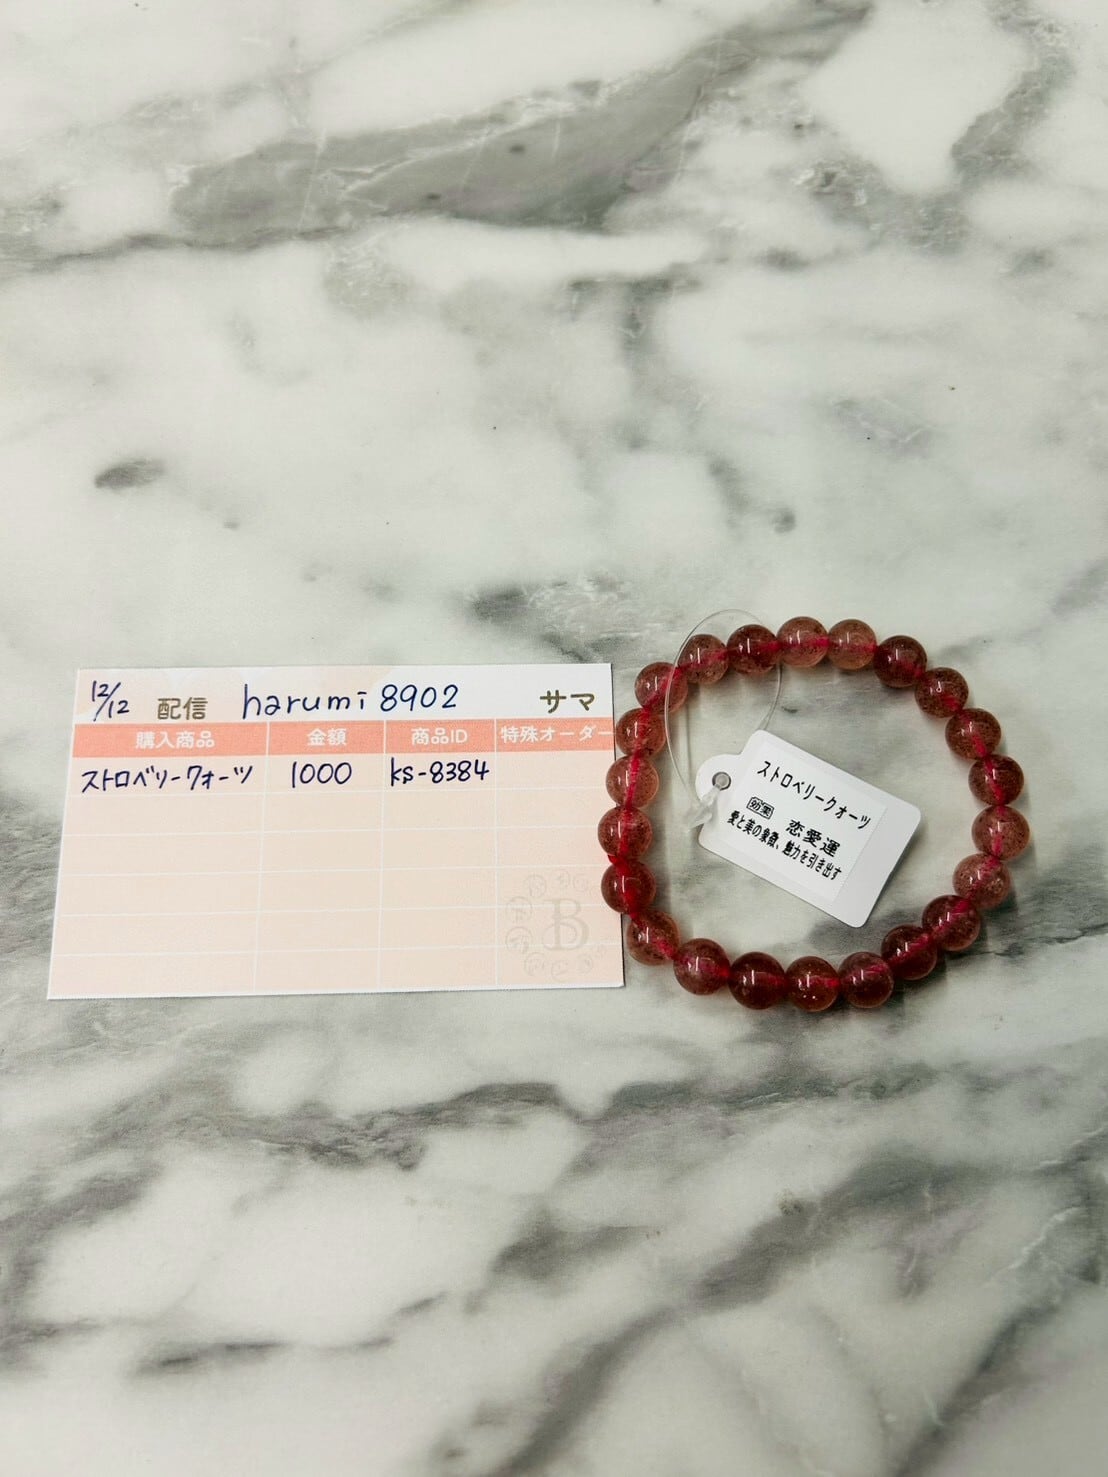 12/12 配信 harumi8902 サマ
購入商品 金額 商品ID 特殊オーダー
ストロベリークォーツ 1000 ks-8384
B
ストロベリークォーツ
効果 恋愛運
愛と美の象徴、魅力を引き出す